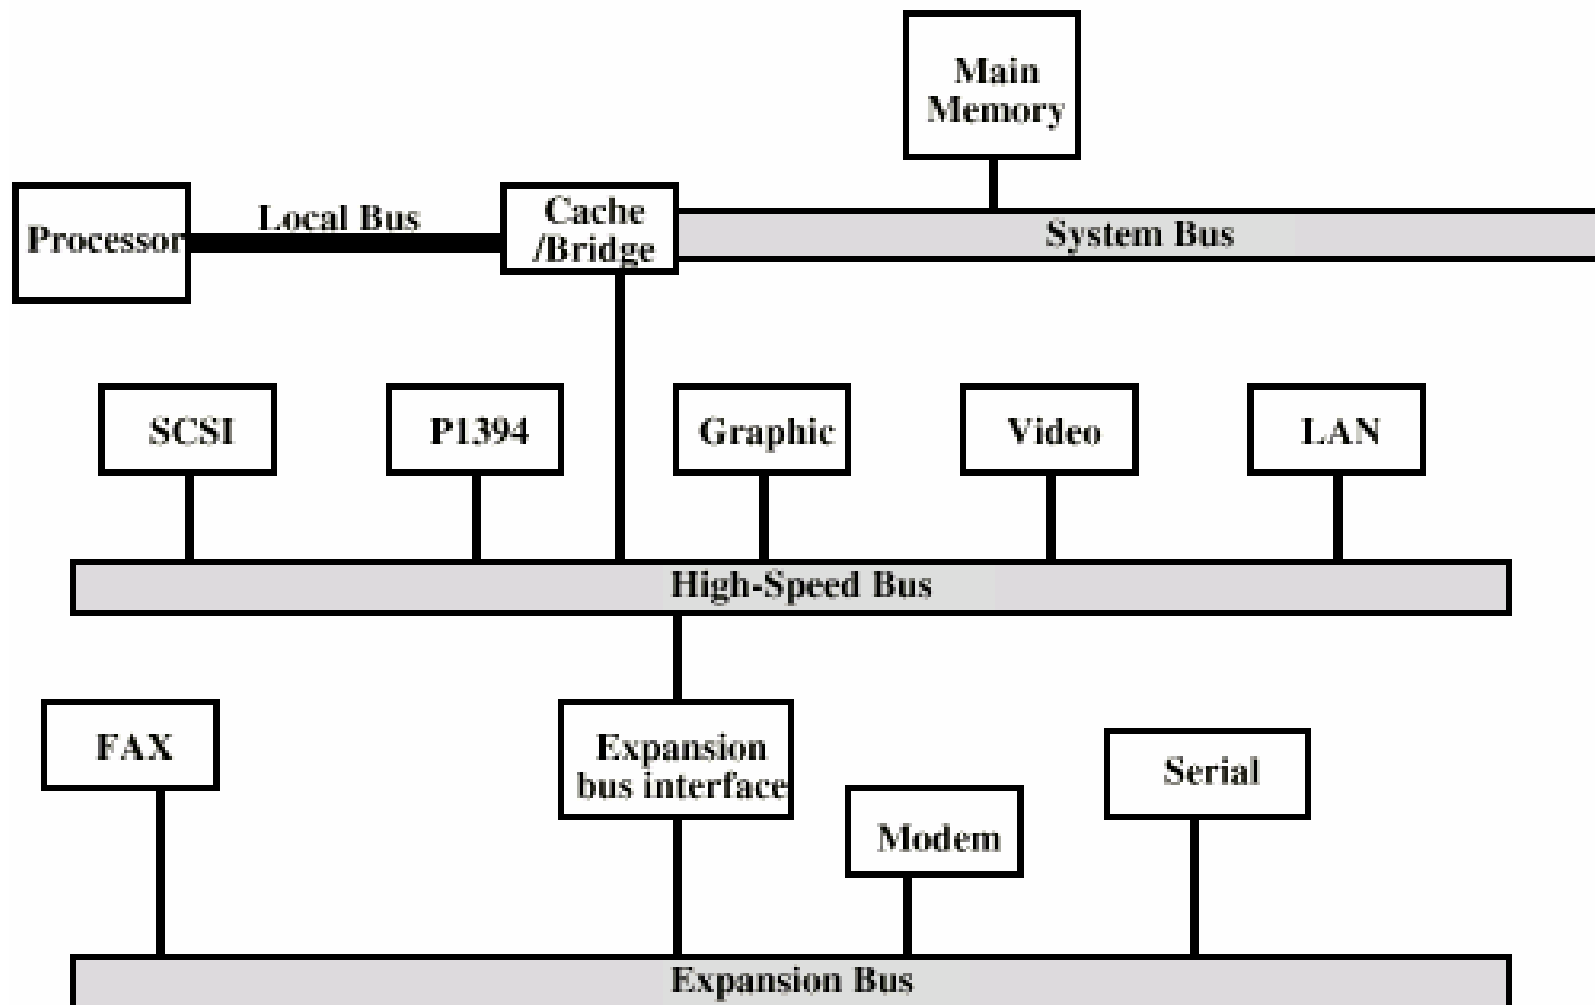 Main
Memory
Processor
Local Bus
Cache
/Bridge
System Bus
SCSI
P1394
Graphic
Video
LAN
High-Speed Bus
FAX
Expansion
bus interface
Modem
Serial
Expansion Bus